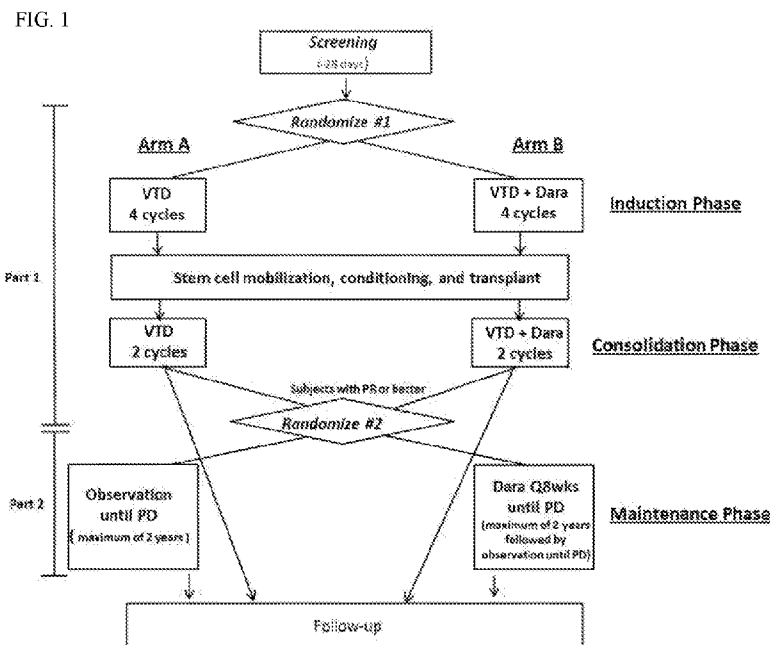 FIG. 1
Screening
(-28 days)
Randomize #1
Arm A
Arm B
VTD
4 cycles
VTD + Dara
4 cycles
Induction Phase
Part 1
Stem cell mobilization, conditioning, and transplant
VTD
2 cycles
VTD + Dara
2 cycles
Consolidation Phase
Subjects with PR or better
Randomize #2
Part 2
Observation
until PD
( maximum of 2 years )
Dara Q8wks
until PD
(maximum of 2 years
followed by
observation until PD)
Maintenance Phase
Follow-up